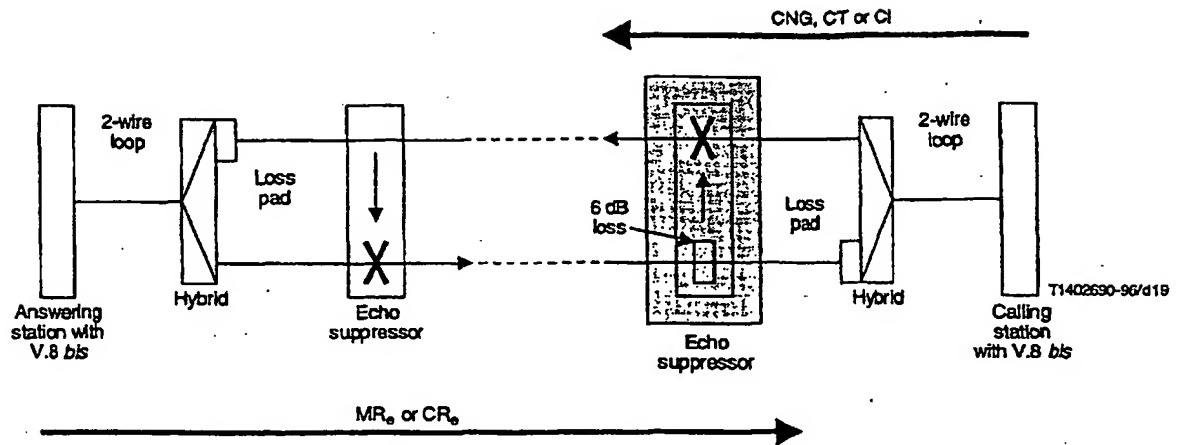 CNG, CT or CI
2-wire
loop
Loss
pad
Hybrid
Answering
station with
V.8 bis
Echo
suppressor
6 dB
loss
Echo
suppressor
Loss
pad
2-wire
loop
Hybrid
T1402690-96/d19
Calling
station
with V.8 bis
MRe or CRe